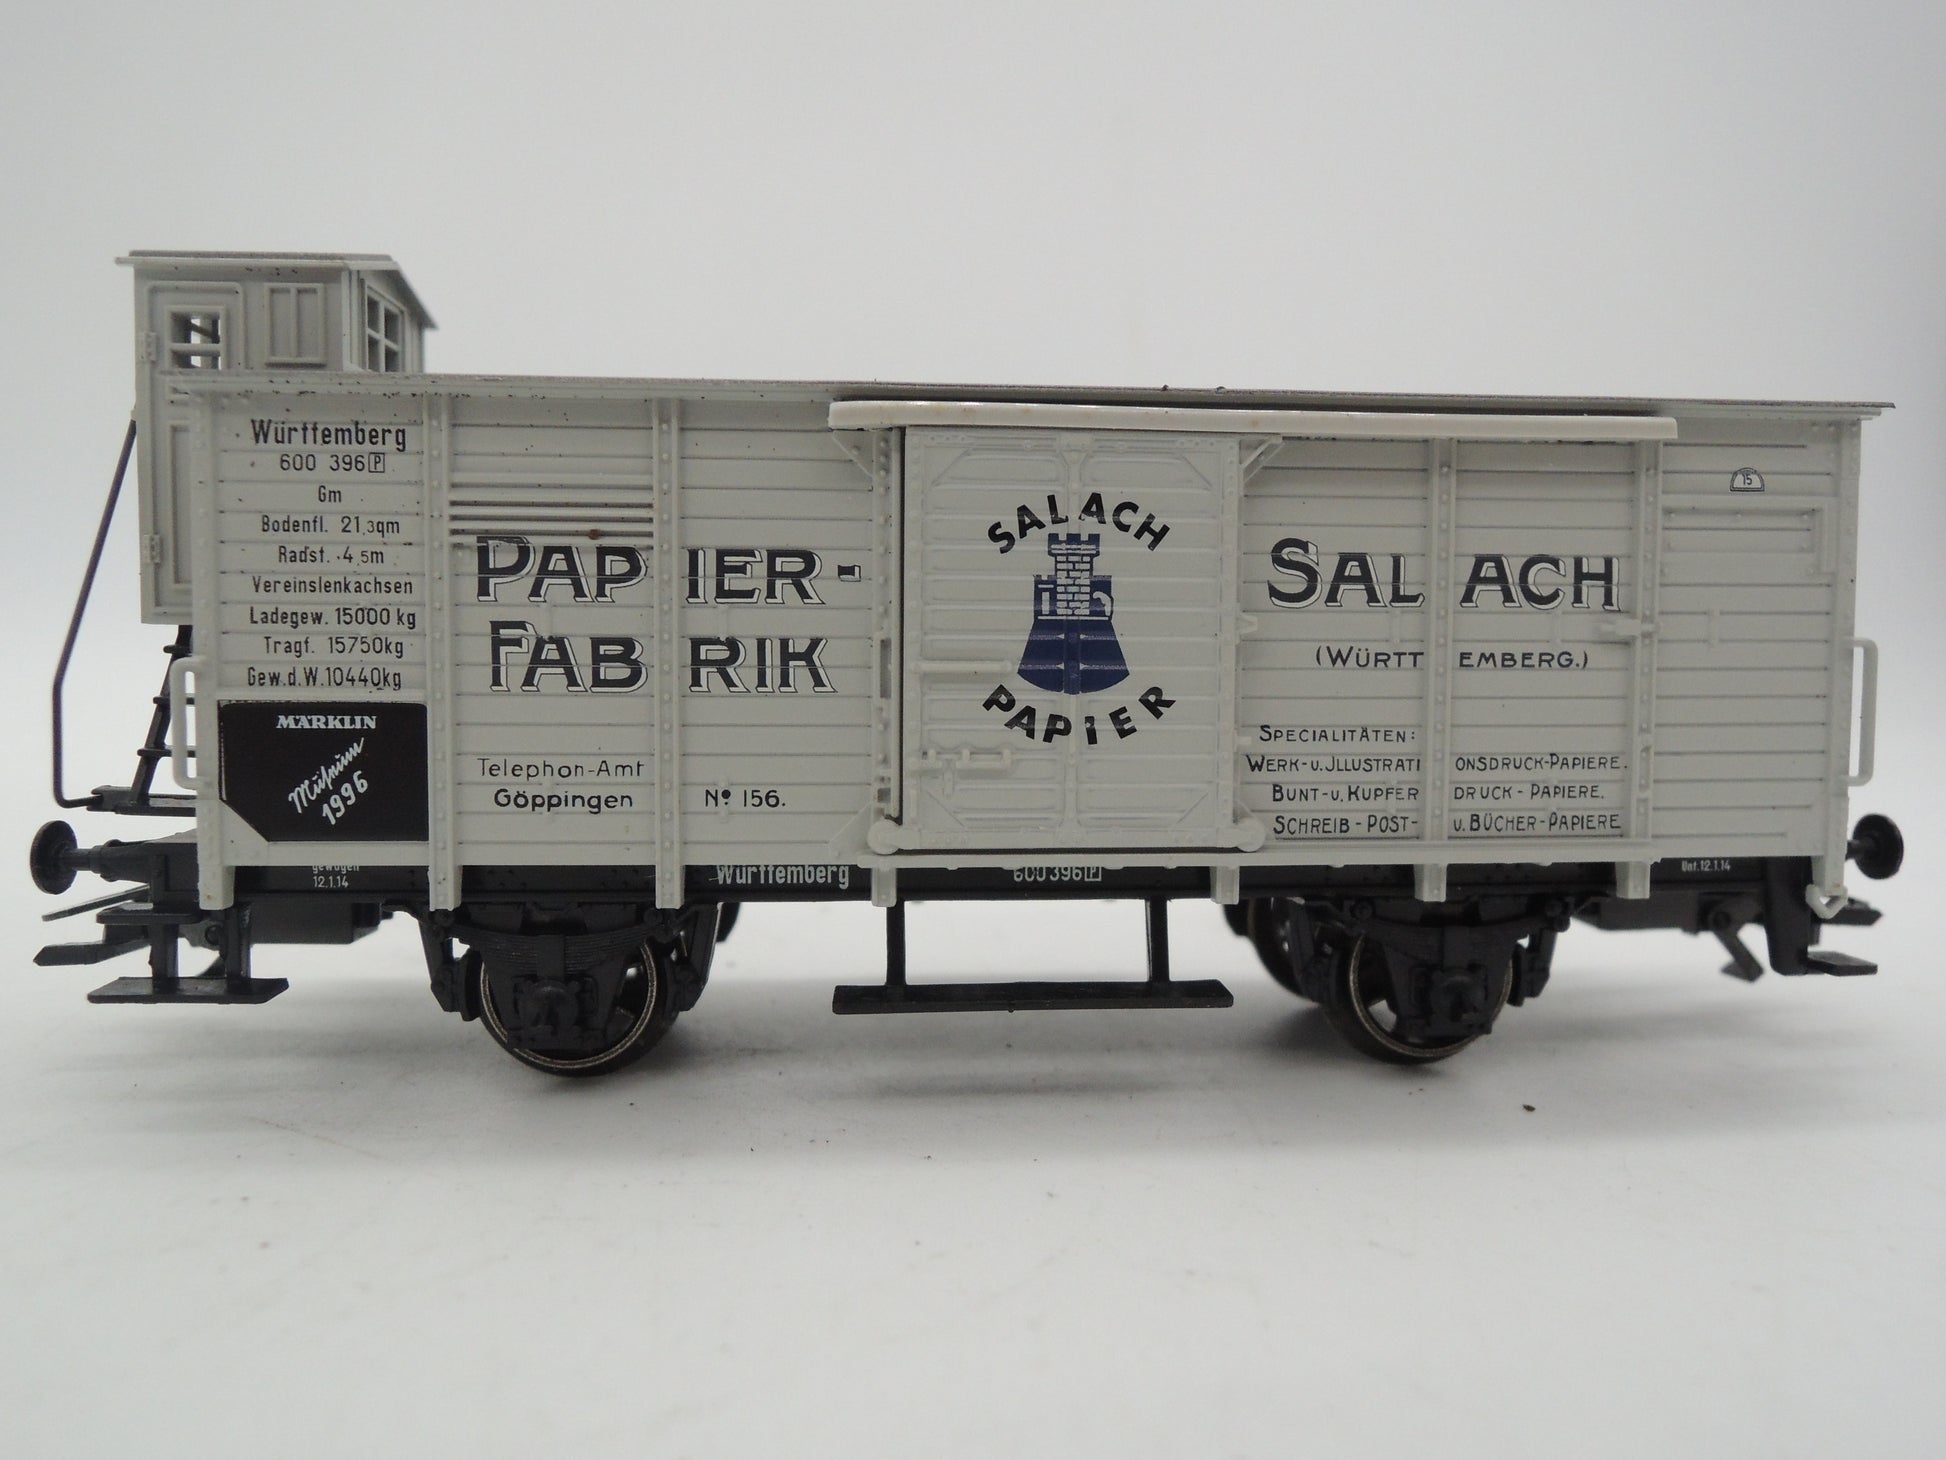 Württemberg
600 396 P
Gm
Bodenfl. 21,3qm
Radst. 4,5m
Vereinslenkachsen
Ladegew. 15000 kg
Tragf. 15750kg
Gew.d.W.10440kg
MÄRKLIN
Museum
1996
PAPIER-
FABRIK
Telephon-Amt
Göppingen Nº 156.
SALACH
PAPIER
SALACH
(WÜRTTEMBERG.)
SPECIALITÄTEN:
WERK-U.JLLUSTRATIONSDRUCK-PAPIERE.
BUNT-U.KUPFERDRUCK-PAPIERE.
SCHREIB-POST-U.BÜCHER-PAPIERE
15
gewogen
12.1.14
Württemberg 600396 P
Unt.12.1.14